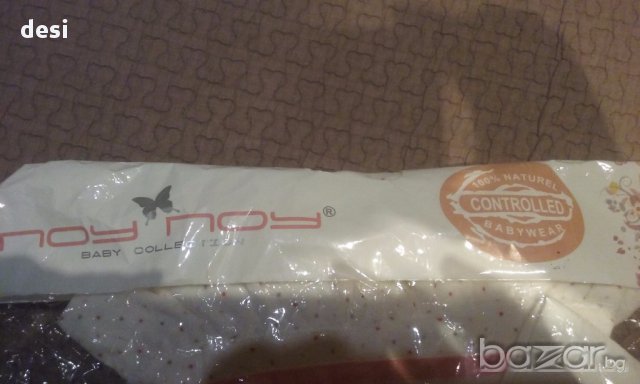 desi
noy noy®
BABY COLLECTION
100% NATUREL
CONTROLLED
BABYWEAR
bazar.bg